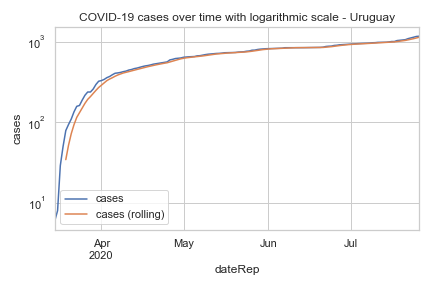 COVID-19 cases over time with logarithmic scale - Uruguay
10³
10²
10¹
cases
cases
cases (rolling)
Apr
2020
May
Jun
Jul
dateRep